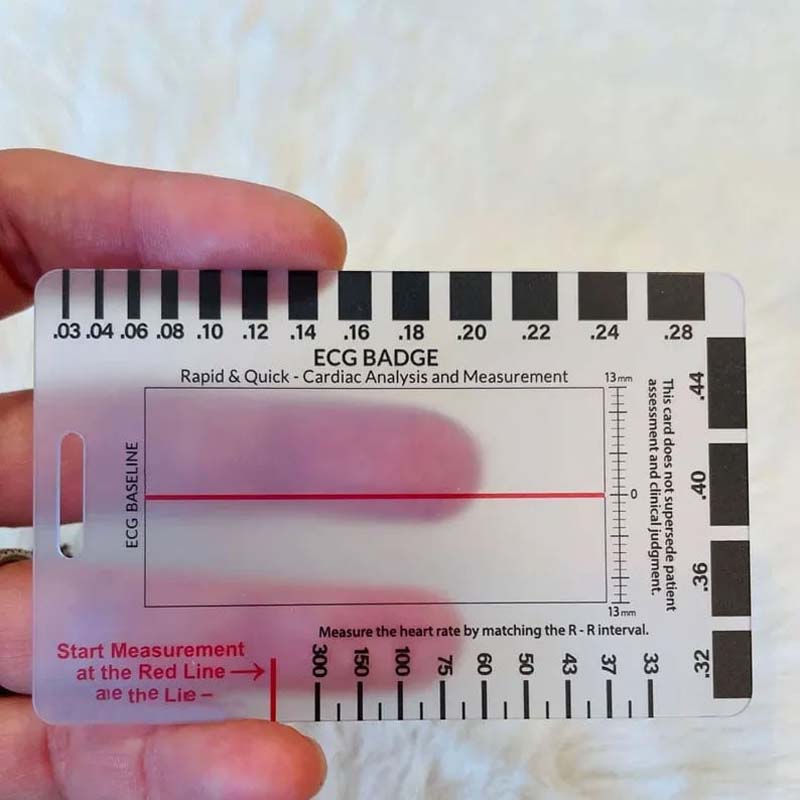 .03 .04 .06 .08 .10 .12 .14 .16 .18 .20 .22 .24 .28
ECG BADGE
Rapid & Quick - Cardiac Analysis and Measurement
13mm
ECG BASELINE
0
13mm
This card does not supersede patient
assessment and clinical judgment.
.44
.40
.36
.32
Measure the heart rate by matching the R - R interval.
Start Measurement
at the Red Line
aıe the Lie –
300 150 100 75 60 50 43 37 33